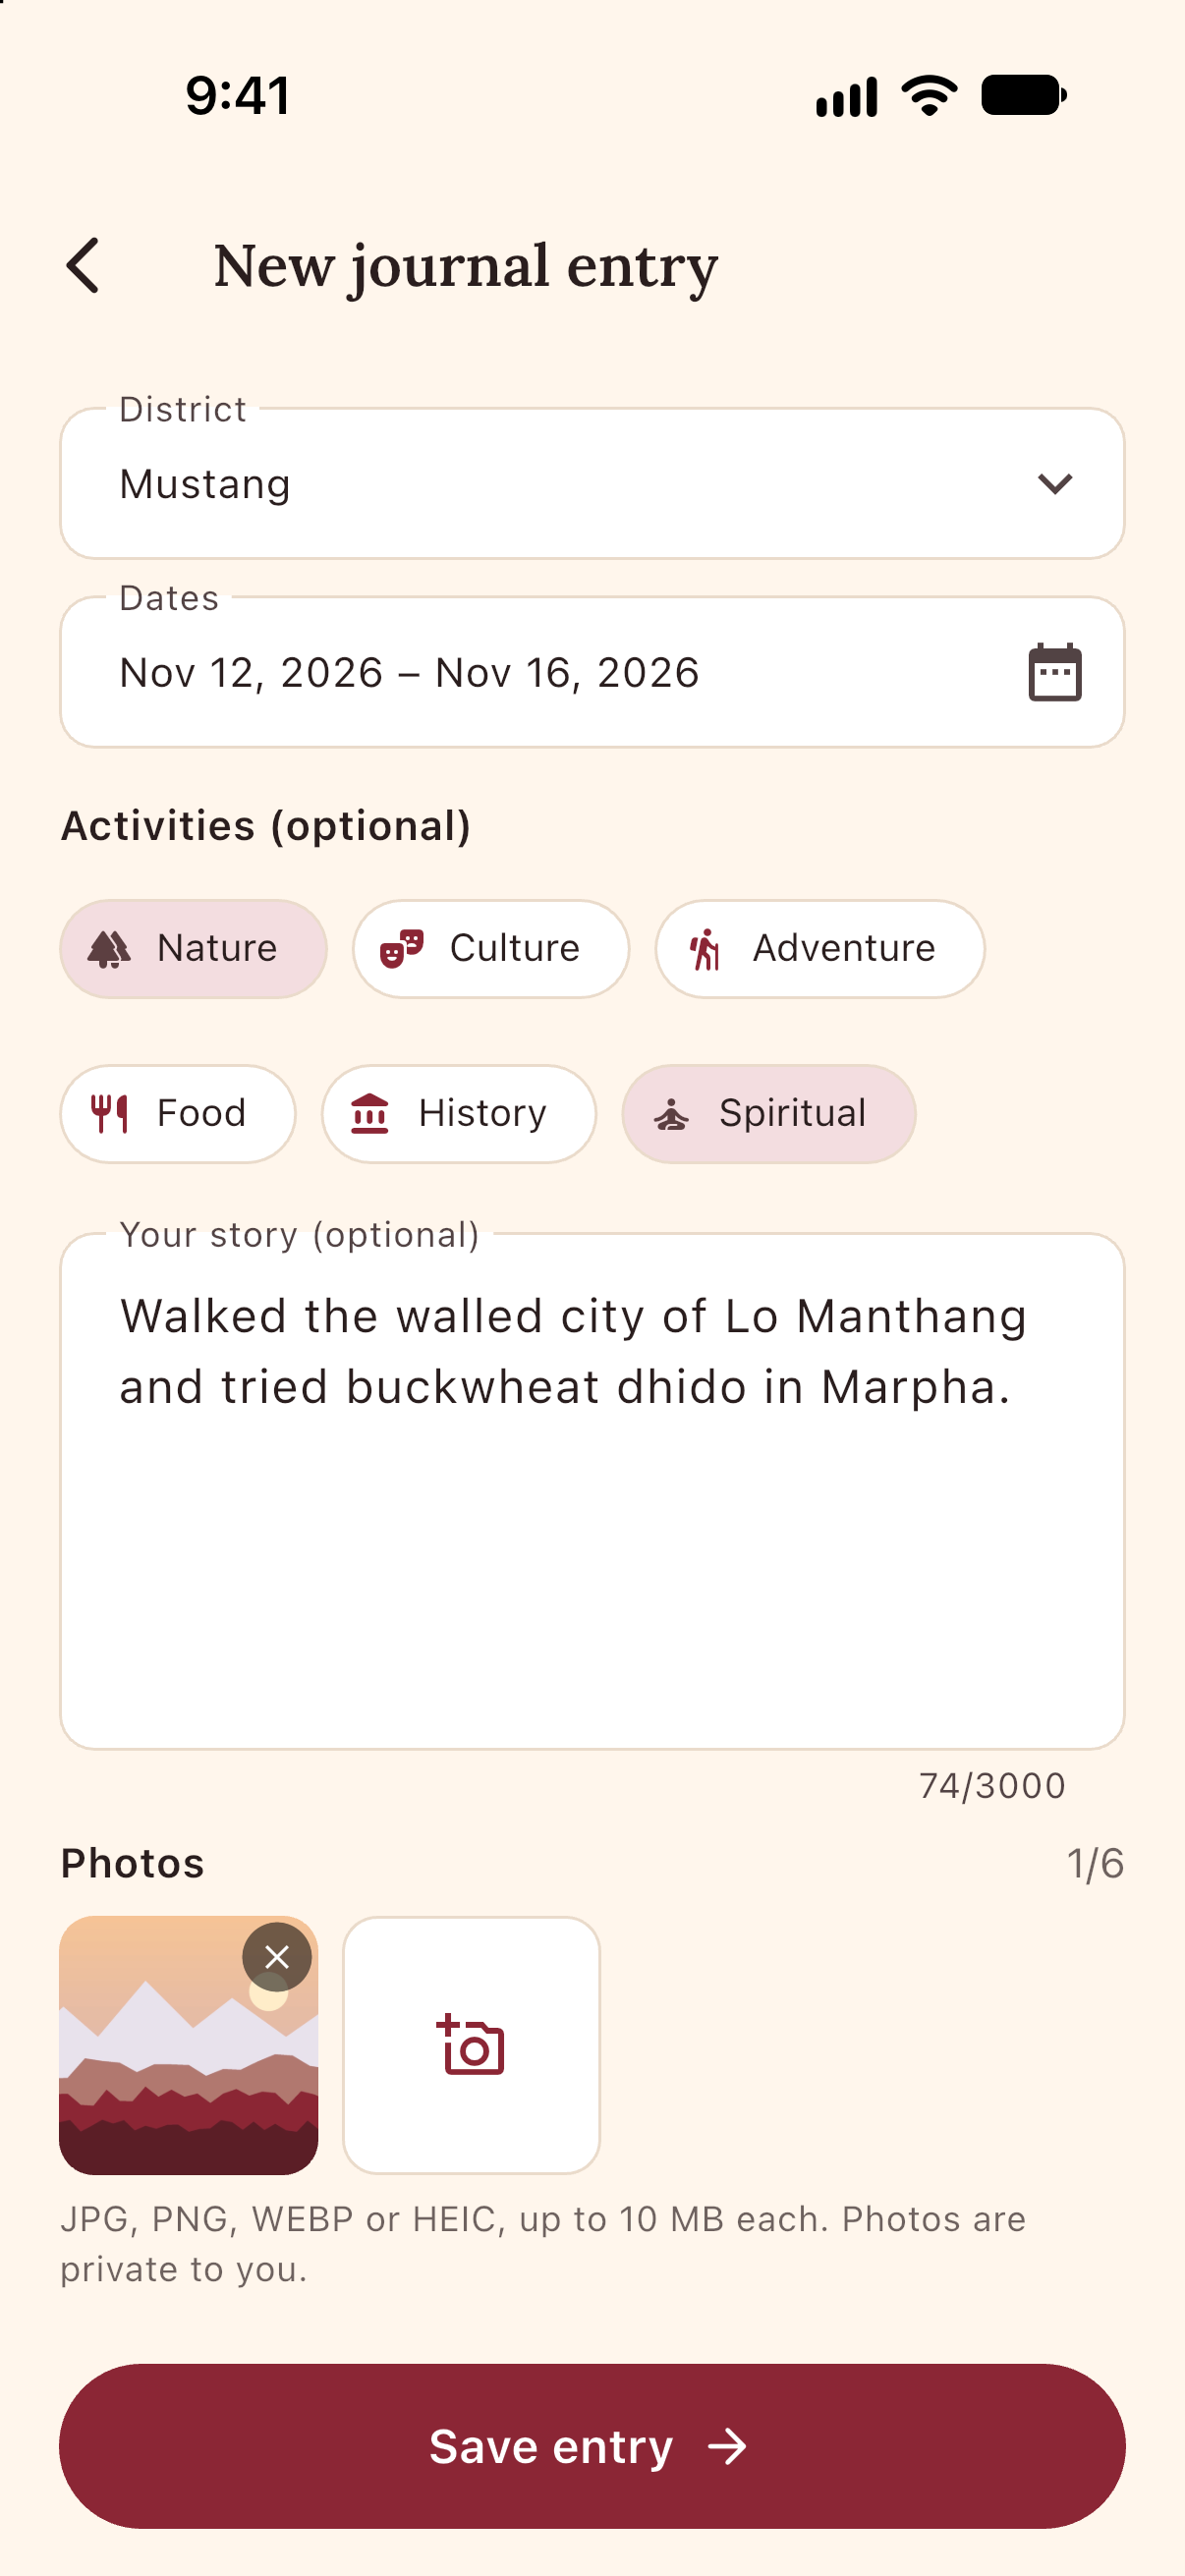 9:41
New journal entry
District
Mustang
Dates
Nov 12, 2026 – Nov 16, 2026
Activities (optional)
Nature Culture Adventure
Food History Spiritual
Your story (optional)
Walked the walled city of Lo Manthang
and tried buckwheat dhido in Marpha.
74/3000
Photos 1/6
JPG, PNG, WEBP or HEIC, up to 10 MB each. Photos are
private to you.
Save entry →